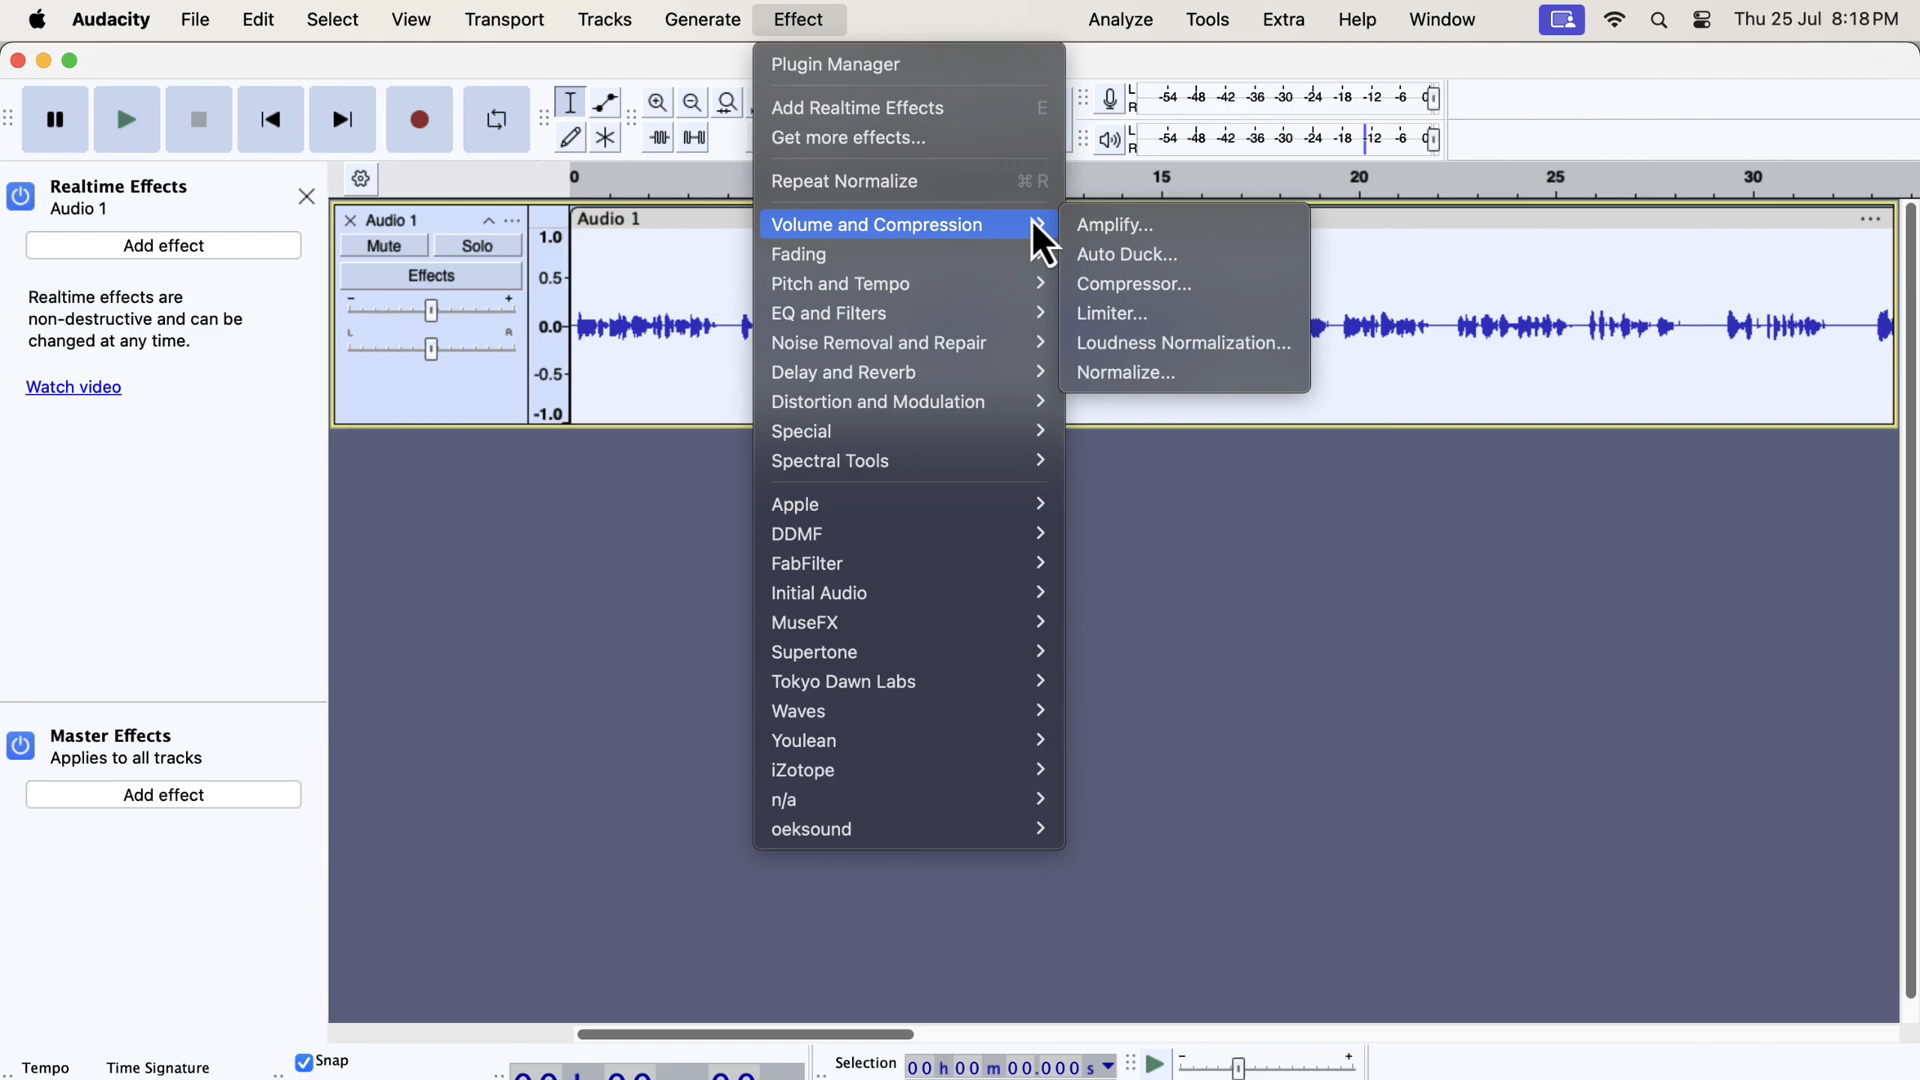 Audacity File Edit Select View Transport Tracks Generate Effect Analyze Tools Extra Help Window Thu 25 Jul 8:18 PM
Plugin Manager
Add Realtime Effects E
Get more effects...
Repeat Normalize ⌘ R
Volume and Compression
Fading
Pitch and Tempo
EQ and Filters
Noise Removal and Repair
Delay and Reverb
Distortion and Modulation
Special
Spectral Tools
Apple
DDMF
FabFilter
Initial Audio
MuseFX
Supertone
Tokyo Dawn Labs
Waves
Youlean
iZotope
n/a
oeksound
Amplify...
Auto Duck...
Compressor...
Limiter...
Loudness Normalization...
Normalize...
L R -54 -48 -42 -36 -30 -24 -18 -12 -6 0
L R -54 -48 -42 -36 -30 -24 -18 -12 -6 0
0 15 20 25 30
Realtime Effects
Audio 1
Add effect
Realtime effects are
non-destructive and can be
changed at any time.
Watch video
Audio 1
Mute Solo
Effects
- +
L R
1.0
0.5
0.0
-0.5
-1.0
Audio 1
Master Effects
Applies to all tracks
Add effect
Tempo Time Signature Snap
Selection 00 h 00 m 00.000 s
- +